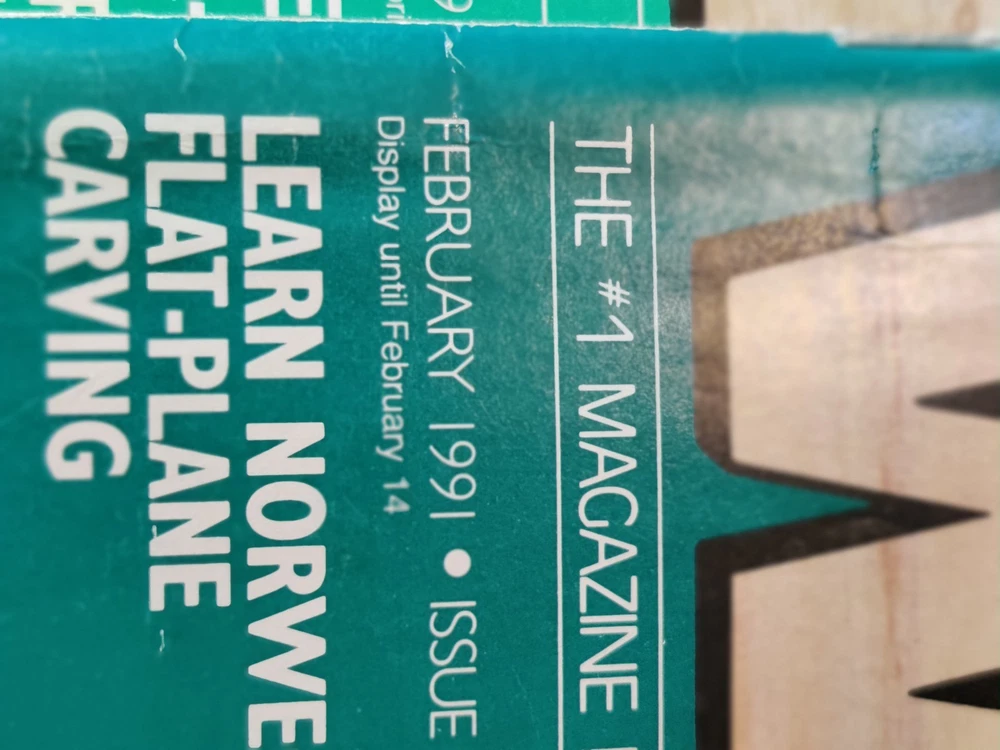 THE #1 MAGAZINE
FEBRUARY 1991 • ISSUE
Display until February 14
LEARN NORWE
FLAT-PLANE
CARVING